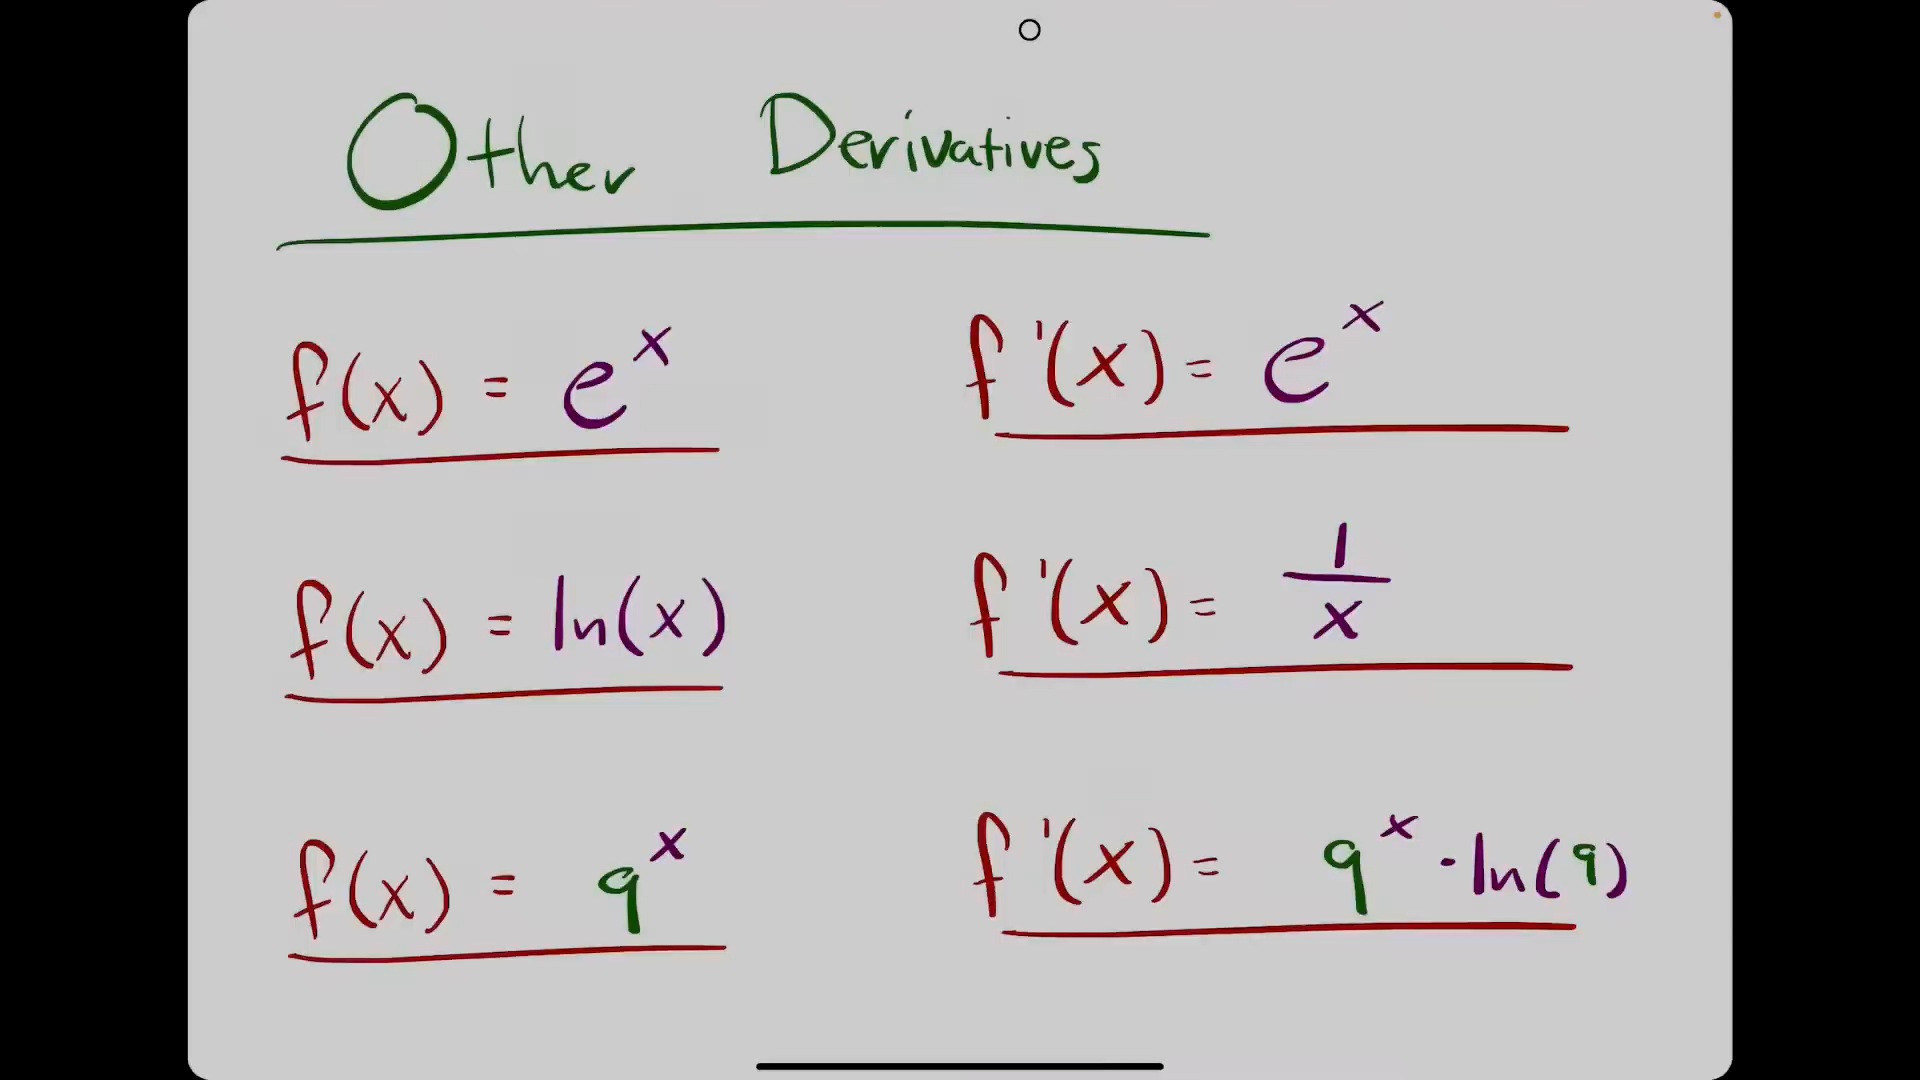 Other Derivatives
f(x) = e^x f'(x) = e^x
f(x) = ln(x) f'(x) = 1/x
f(x) = 9^x f'(x) = 9^x · ln(9)